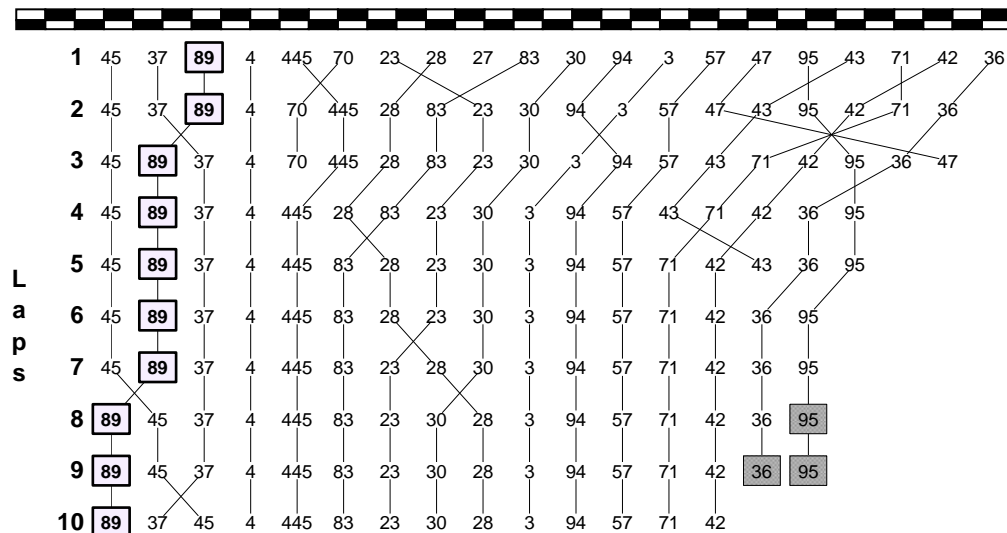 1 45 37 89 4 445 70 23 28 27 83 30 94 3 57 47 95 43 71 42 36
2 45 37 89 4 70 445 28 83 23 30 94 3 57 47 43 95 42 71 36
3 45 89 37 4 70 445 28 83 23 30 3 94 57 43 71 42 95 36 47
4 45 89 37 4 445 28 83 23 30 3 94 57 43 71 42 36 95
5 45 89 37 4 445 83 28 23 30 3 94 57 71 42 43 36 95
6 45 89 37 4 445 83 28 23 30 3 94 57 71 42 36 95
7 45 89 37 4 445 83 23 28 30 3 94 57 71 42 36 95
8 89 45 37 4 445 83 23 30 28 3 94 57 71 42 36 95
9 89 45 37 4 445 83 23 30 28 3 94 57 71 42 36 95
10 89 37 45 4 445 83 23 30 28 3 94 57 71 42
Laps